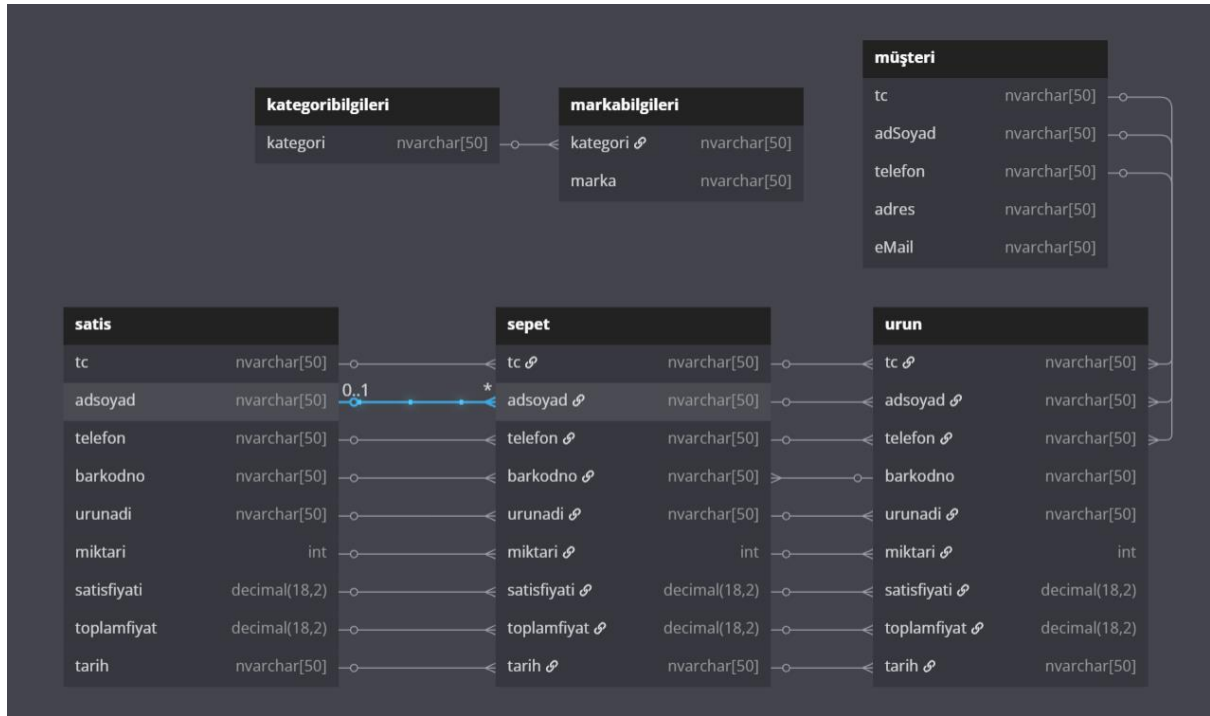 müşteri
tc nvarchar[50]
adSoyad nvarchar[50]
telefon nvarchar[50]
adres nvarchar[50]
eMail nvarchar[50]
kategoribilgileri
kategori nvarchar[50]
markabilgileri
kategori nvarchar[50]
marka nvarchar[50]
satis
tc nvarchar[50]
adsoyad nvarchar[50]
telefon nvarchar[50]
barkodno nvarchar[50]
urunadi nvarchar[50]
miktari int
satisfiyati decimal(18,2)
toplamfiyat decimal(18,2)
tarih nvarchar[50]
0..1 *
sepet
tc nvarchar[50]
adsoyad nvarchar[50]
telefon nvarchar[50]
barkodno nvarchar[50]
urunadi nvarchar[50]
miktari int
satisfiyati decimal(18,2)
toplamfiyat decimal(18,2)
tarih nvarchar[50]
urun
tc nvarchar[50]
adsoyad nvarchar[50]
telefon nvarchar[50]
barkodno nvarchar[50]
urunadi nvarchar[50]
miktari int
satisfiyati decimal(18,2)
toplamfiyat decimal(18,2)
tarih nvarchar[50]